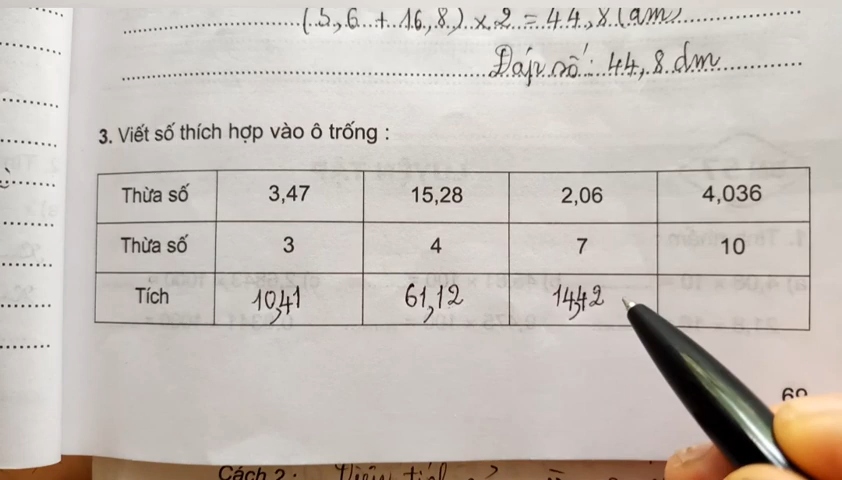 (5,6 + 16,8) x 2 = 44,8 (dm)
Đáp số: 44,8 dm
3. Viết số thích hợp vào ô trống :
Thừa số 3,47 15,28 2,06 4,036
Thừa số 3 4 7 10
Tích 10,41 61,12 14,42
69
Cách 2 :